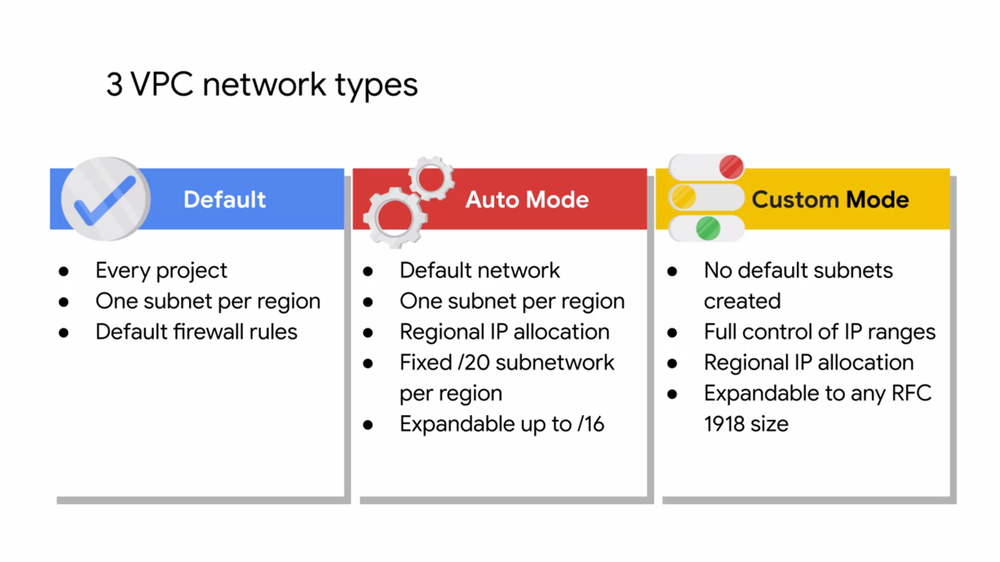 3 VPC network types
Default
Every project
One subnet per region
Default firewall rules
Auto Mode
Default network
One subnet per region
Regional IP allocation
Fixed /20 subnetwork
per region
Expandable up to /16
Custom Mode
No default subnets
created
Full control of IP ranges
Regional IP allocation
Expandable to any RFC
1918 size